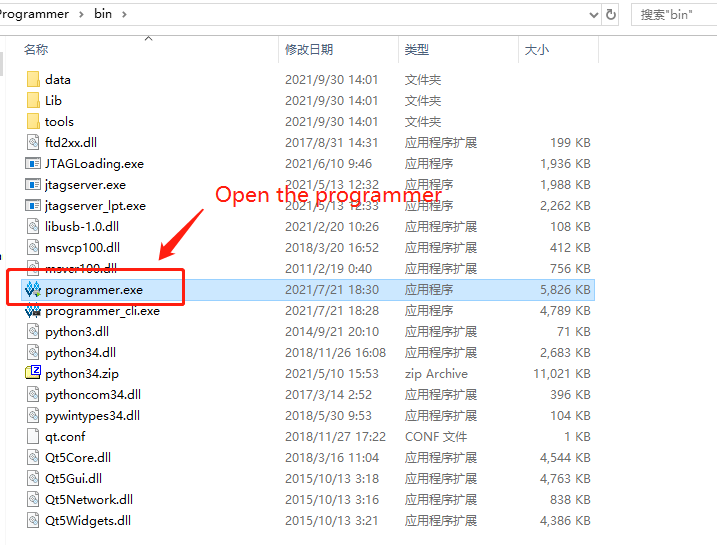 Programmer > bin >
搜索"bin"
名称 修改日期 类型 大小
data 2021/9/30 14:01 文件夹
Lib 2021/9/30 14:01 文件夹
tools 2021/9/30 14:01 文件夹
ftd2xx.dll 2017/8/31 14:31 应用程序扩展 199 KB
JTAGLoading.exe 2021/6/10 9:46 应用程序 1,936 KB
jtagserver.exe 2021/5/13 12:32 应用程序 1,988 KB
Open the programmer
jtagserver_lpt.exe 2021/5/13 12:33 应用程序 2,262 KB
libusb-1.0.dll 2021/2/20 10:26 应用程序扩展 108 KB
msvcp100.dll 2018/3/20 16:52 应用程序扩展 412 KB
msvcr100.dll 2011/2/19 0:40 应用程序扩展 756 KB
programmer.exe 2021/7/21 18:30 应用程序 5,826 KB
programmer_cli.exe 2021/7/21 18:28 应用程序 4,789 KB
python3.dll 2014/9/21 20:10 应用程序扩展 71 KB
python34.dll 2018/11/26 16:08 应用程序扩展 2,683 KB
python34.zip 2021/5/10 15:53 zip Archive 11,021 KB
pythoncom34.dll 2017/3/14 2:52 应用程序扩展 396 KB
pywintypes34.dll 2018/5/30 9:53 应用程序扩展 104 KB
qt.conf 2018/11/27 17:22 CONF 文件 1 KB
Qt5Core.dll 2018/3/16 11:04 应用程序扩展 4,544 KB
Qt5Gui.dll 2015/10/13 3:18 应用程序扩展 4,763 KB
Qt5Network.dll 2015/10/13 3:16 应用程序扩展 838 KB
Qt5Widgets.dll 2015/10/13 3:21 应用程序扩展 4,386 KB